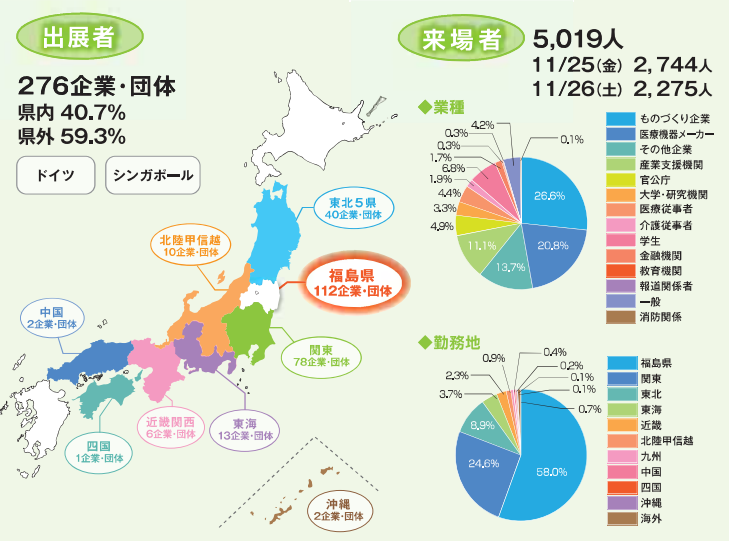 出展者
276企業・団体
県内 40.7%
県外 59.3%
ドイツ
シンガポール
東北5県
40企業・団体
北陸甲信越
10企業・団体
福島県
112企業・団体
中国
2企業・団体
関東
78企業・団体
近畿関西
6企業・団体
東海
13企業・団体
四国
1企業・団体
沖縄
2企業・団体
来場者
5,019人
11/25(金) 2,744人
11/26(土) 2,275人
◆業種
26.6%
20.8%
13.7%
11.1%
4.9%
3.3%
4.4%
1.9%
6.8%
1.7%
0.3%
0.3%
4.2%
0.1%
ものづくり企業
医療機器メーカー
その他企業
産業支援機関
官公庁
大学・研究機関
医療従事者
介護従事者
学生
金融機関
教育機関
報道関係者
一般
消防関係
◆勤務地
58.0%
24.6%
8.9%
3.7%
2.3%
0.9%
0.4%
0.2%
0.1%
0.1%
0.7%
福島県
関東
東北
東海
近畿
北陸甲信越
九州
中国
四国
沖縄
海外